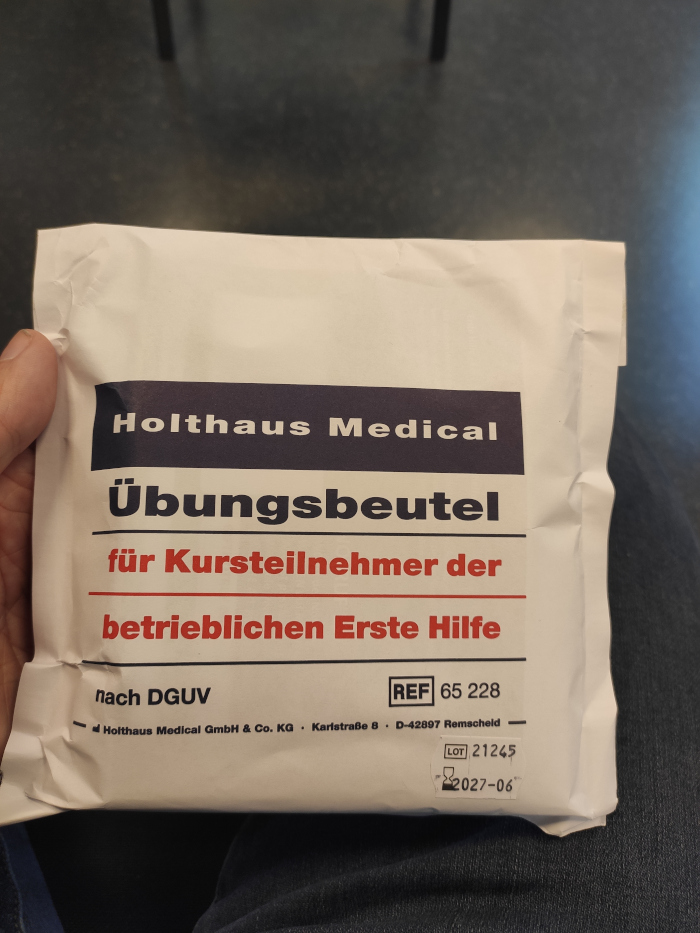 Holthaus Medical
Übungsbeutel
für Kursteilnehmer der
betrieblichen Erste Hilfe
nach DGUV
REF 65 228
Holthaus Medical GmbH & Co. KG · Karlstraße 8 · D-42897 Remscheid
LOT 21245
2027-06